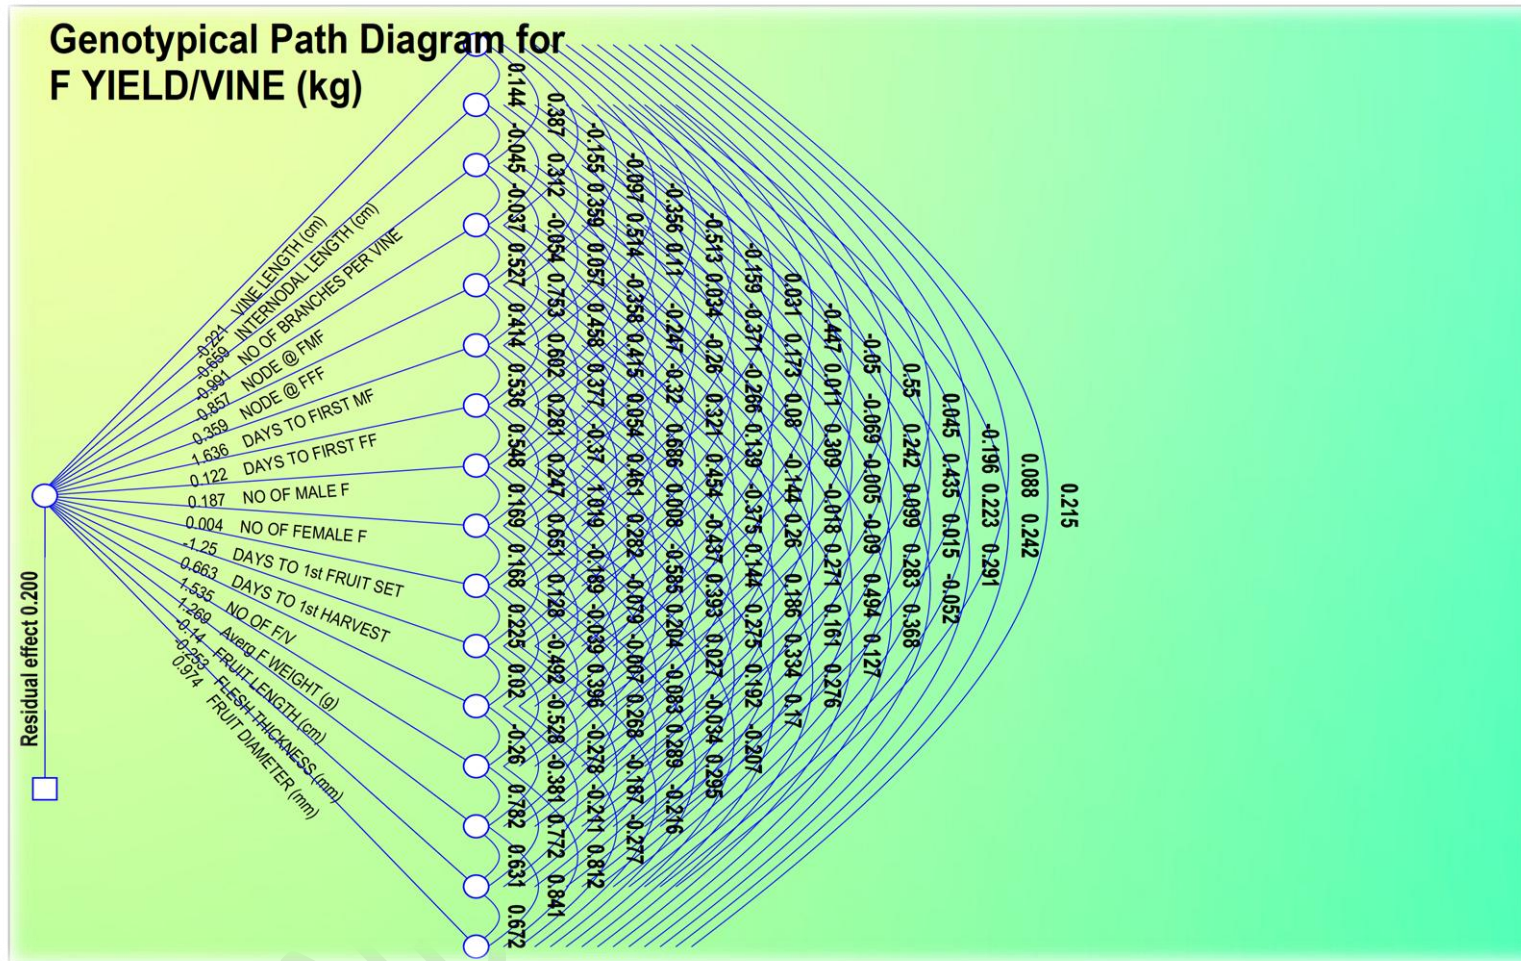 Genotypical Path Diagram for
F YIELD/VINE (kg)
-0.221 VINE LENGTH (cm)
-0.659 INTERNODAL LENGTH (cm)
-0.991 NO OF BRANCHES PER VINE
0.857 NODE @ FMF
0.359 NODE @ FFF
1.636 DAYS TO FIRST MF
0.122 DAYS TO FIRST FF
0.187 NO OF MALE F
0.004 NO OF FEMALE F
-1.25 DAYS TO 1st FRUIT SET
0.663 DAYS TO 1st HARVEST
1.535 NO OF F/V
1.269 Averg F WEIGHT (g)
-0.14 FRUIT LENGTH (cm)
-0.253 FLESH THICKNESS (mm)
0.974 FRUIT DIAMETER (mm)
Residual effect 0.200
0.144 -0.045 -0.037 0.527 0.414 0.536 0.548 0.169 0.168 0.225 0.02 -0.26 0.782 0.631 0.672
0.387 0.312 -0.054 0.753 0.602 0.281 0.247 0.651 0.128 -0.492 -0.528 -0.381 0.772 0.841
-0.155 0.359 0.057 0.458 0.377 -0.37 1.019 -0.189 -0.039 0.396 -0.278 -0.211 0.812
-0.097 0.514 -0.358 0.415 0.054 0.461 0.282 -0.079 -0.007 0.268 -0.187 -0.277
-0.356 0.11 -0.247 -0.32 0.686 0.008 -0.585 0.204 -0.083 0.289 -0.216
-0.513 0.034 -0.26 0.321 0.454 -0.437 0.393 0.027 -0.034 0.295
-0.159 -0.371 -0.266 0.139 -0.375 0.144 0.275 0.192 -0.207
0.031 0.173 0.08 -0.144 0.26 0.186 0.334 0.17
-0.447 0.011 0.309 -0.018 0.271 0.161 0.276
-0.05 -0.069 -0.005 -0.09 0.494 0.127
0.55 0.242 0.099 0.283 0.368
0.045 0.435 0.015 -0.052
-0.196 0.223 0.291
0.088 0.242
0.215